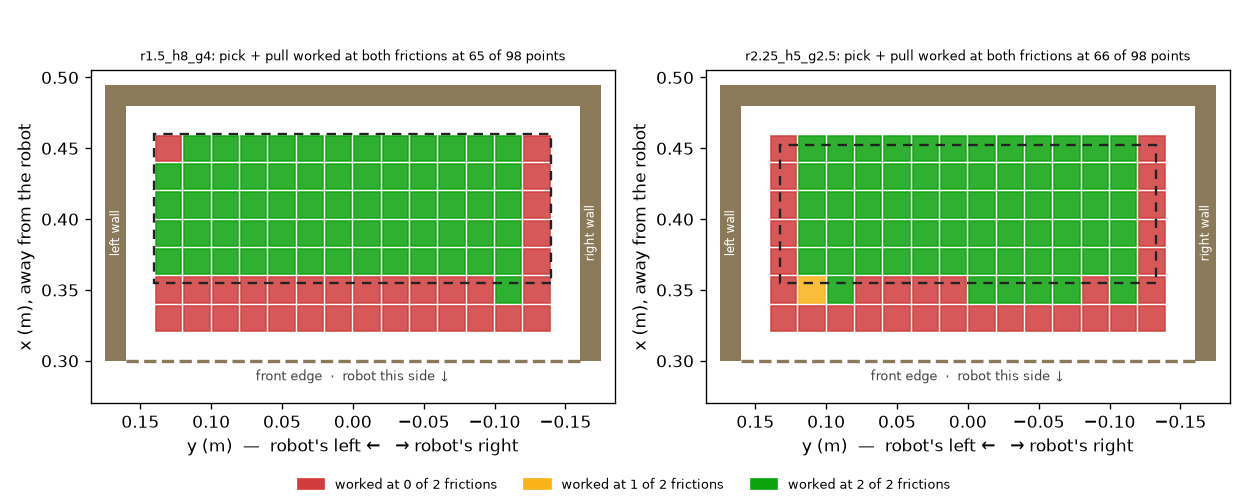 r1.5_h8_g4: pick + pull worked at both frictions at 65 of 98 points
0.50
0.45
0.40
0.35
0.30
x (m), away from the robot
left wall
right wall
front edge · robot this side ↓
0.15
0.10
0.05
0.00
−0.05
−0.10
−0.15
y (m) — robot's left ← → robot's right
r2.25_h5_g2.5: pick + pull worked at both frictions at 66 of 98 points
0.50
0.45
0.40
0.35
0.30
x (m), away from the robot
left wall
right wall
front edge · robot this side ↓
0.15
0.10
0.05
0.00
−0.05
−0.10
−0.15
y (m) — robot's left ← → robot's right
worked at 0 of 2 frictions
worked at 1 of 2 frictions
worked at 2 of 2 frictions